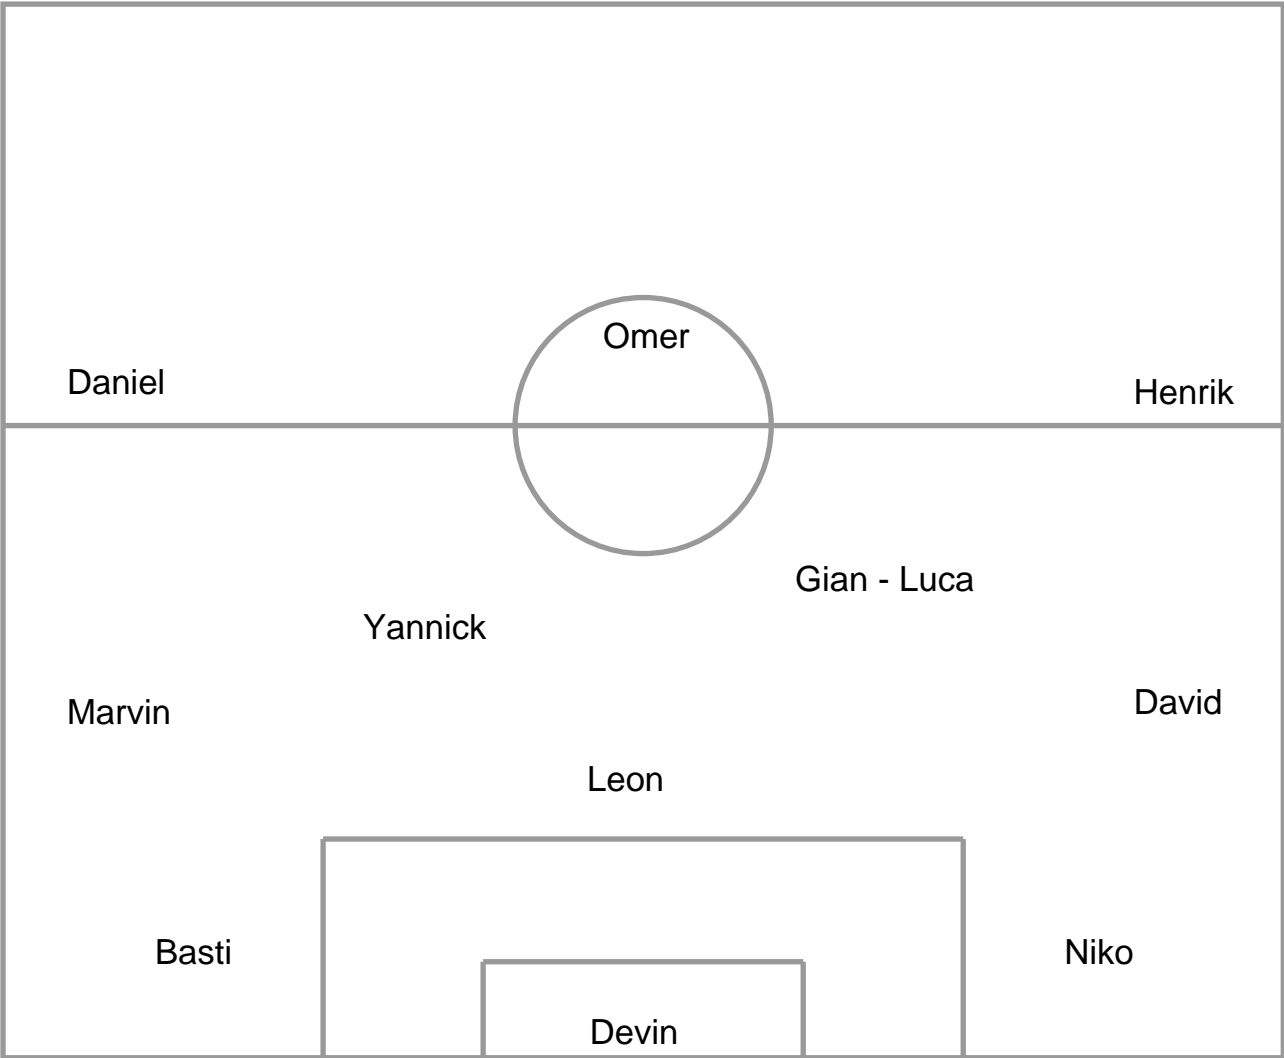 Omer
Daniel
Henrik
Gian - Luca
Yannick
David
Marvin
Leon
Basti
Niko
Devin